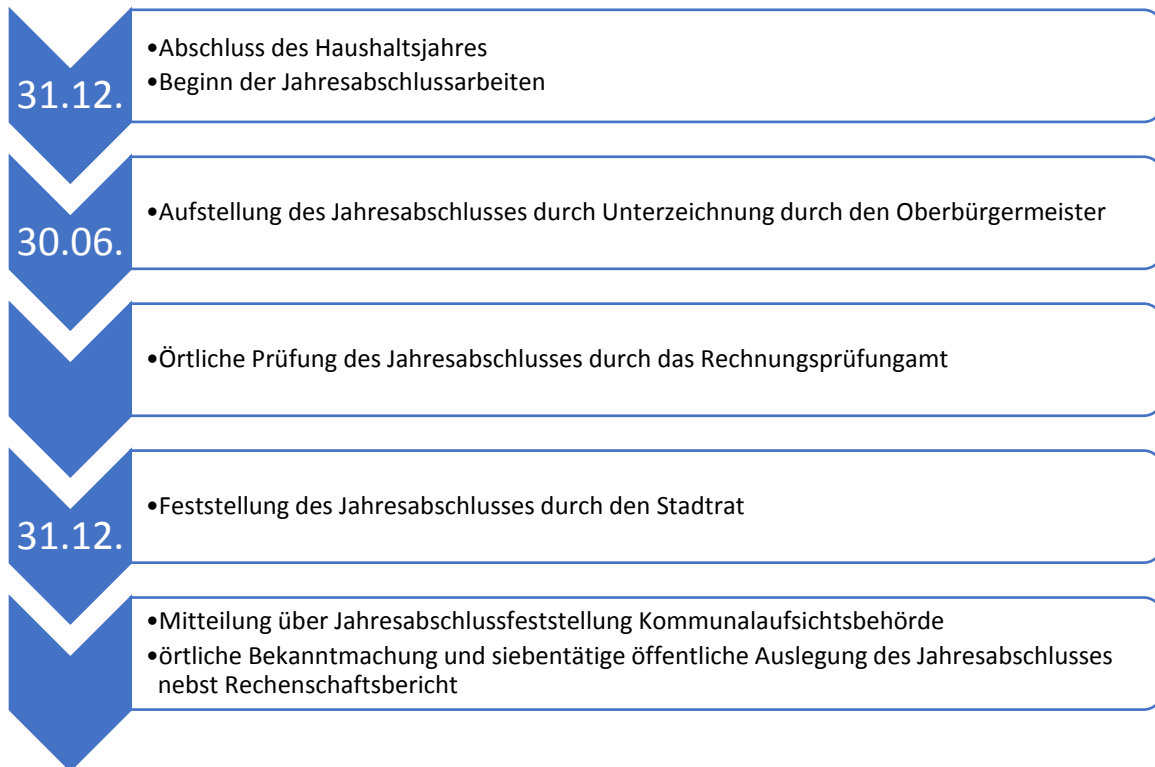 31.12.
•Abschluss des Haushaltsjahres
•Beginn der Jahresabschlussarbeiten
30.06.
•Aufstellung des Jahresabschlusses durch Unterzeichnung durch den Oberbürgermeister
•Örtliche Prüfung des Jahresabschlusses durch das Rechnungsprüfungamt
31.12.
•Feststellung des Jahresabschlusses durch den Stadtrat
•Mitteilung über Jahresabschlussfeststellung Kommunalaufsichtsbehörde
•örtliche Bekanntmachung und siebentätige öffentliche Auslegung des Jahresabschlusses
nebst Rechenschaftsbericht